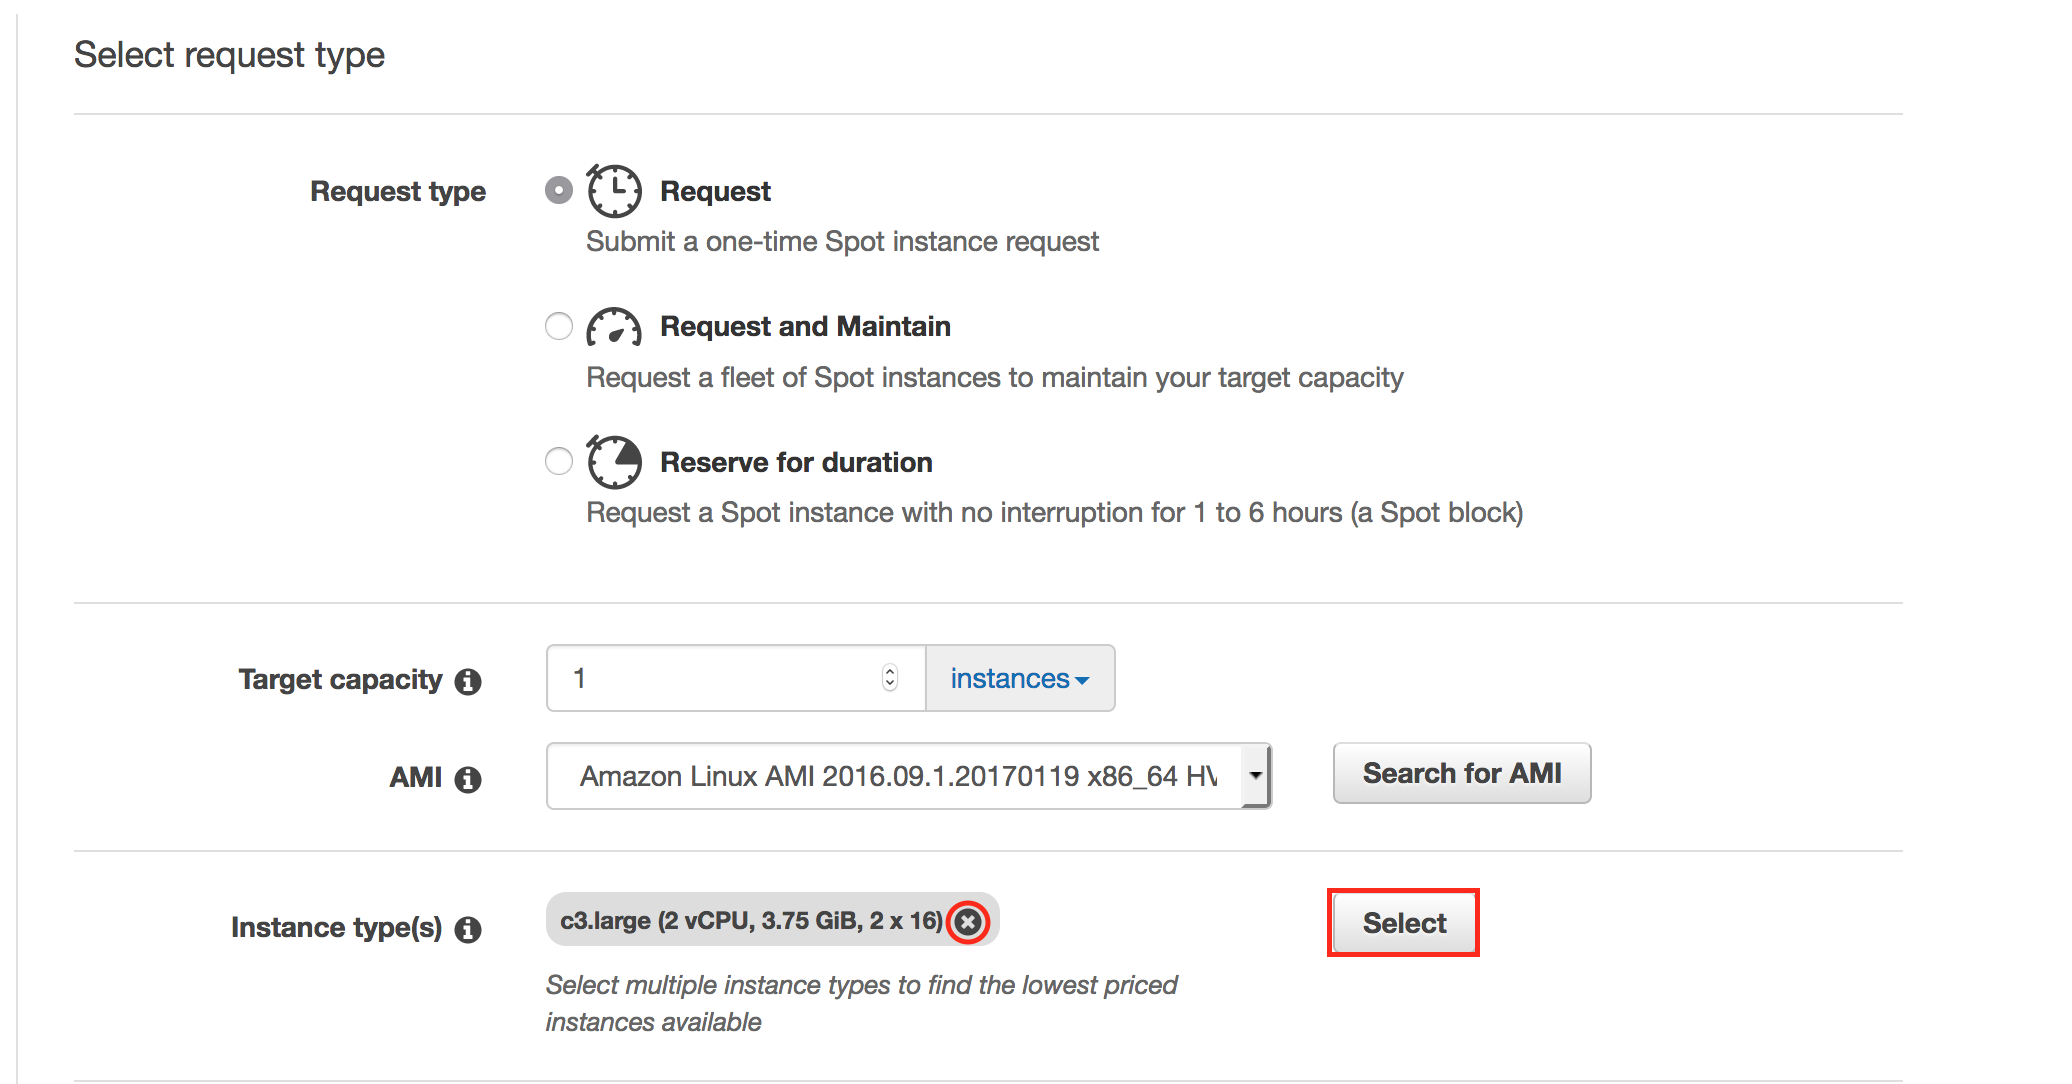 Select request type
Request type
Request
Submit a one-time Spot instance request
Request and Maintain
Request a fleet of Spot instances to maintain your target capacity
Reserve for duration
Request a Spot instance with no interruption for 1 to 6 hours (a Spot block)
Target capacity
1
instances
AMI
Amazon Linux AMI 2016.09.1.20170119 x86_64 HV
Search for AMI
Instance type(s)
c3.large (2 vCPU, 3.75 GiB, 2 x 16)
Select
Select multiple instance types to find the lowest priced
instances available